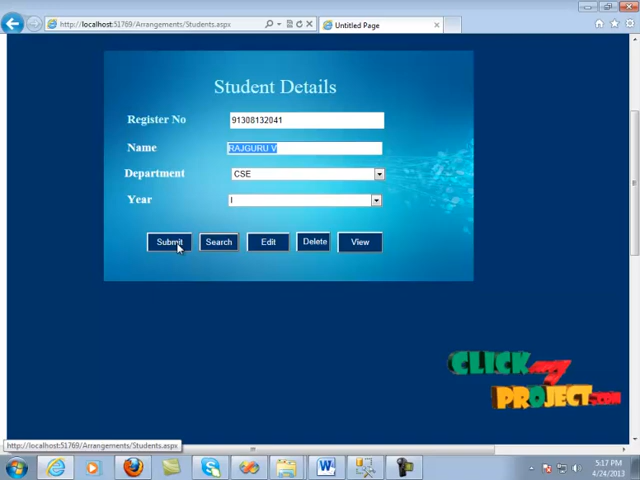 http://localhost:51769/Arrangements/Students.aspx
Untitled Page
Student Details
Register No 91308132041
Name RAJGURU V
Department CSE
Year I
Submit Search Edit Delete View
CLICK my
PROJECT.COM
http://localhost:51769/Arrangements/Students.aspx
5:17 PM
4/24/2013